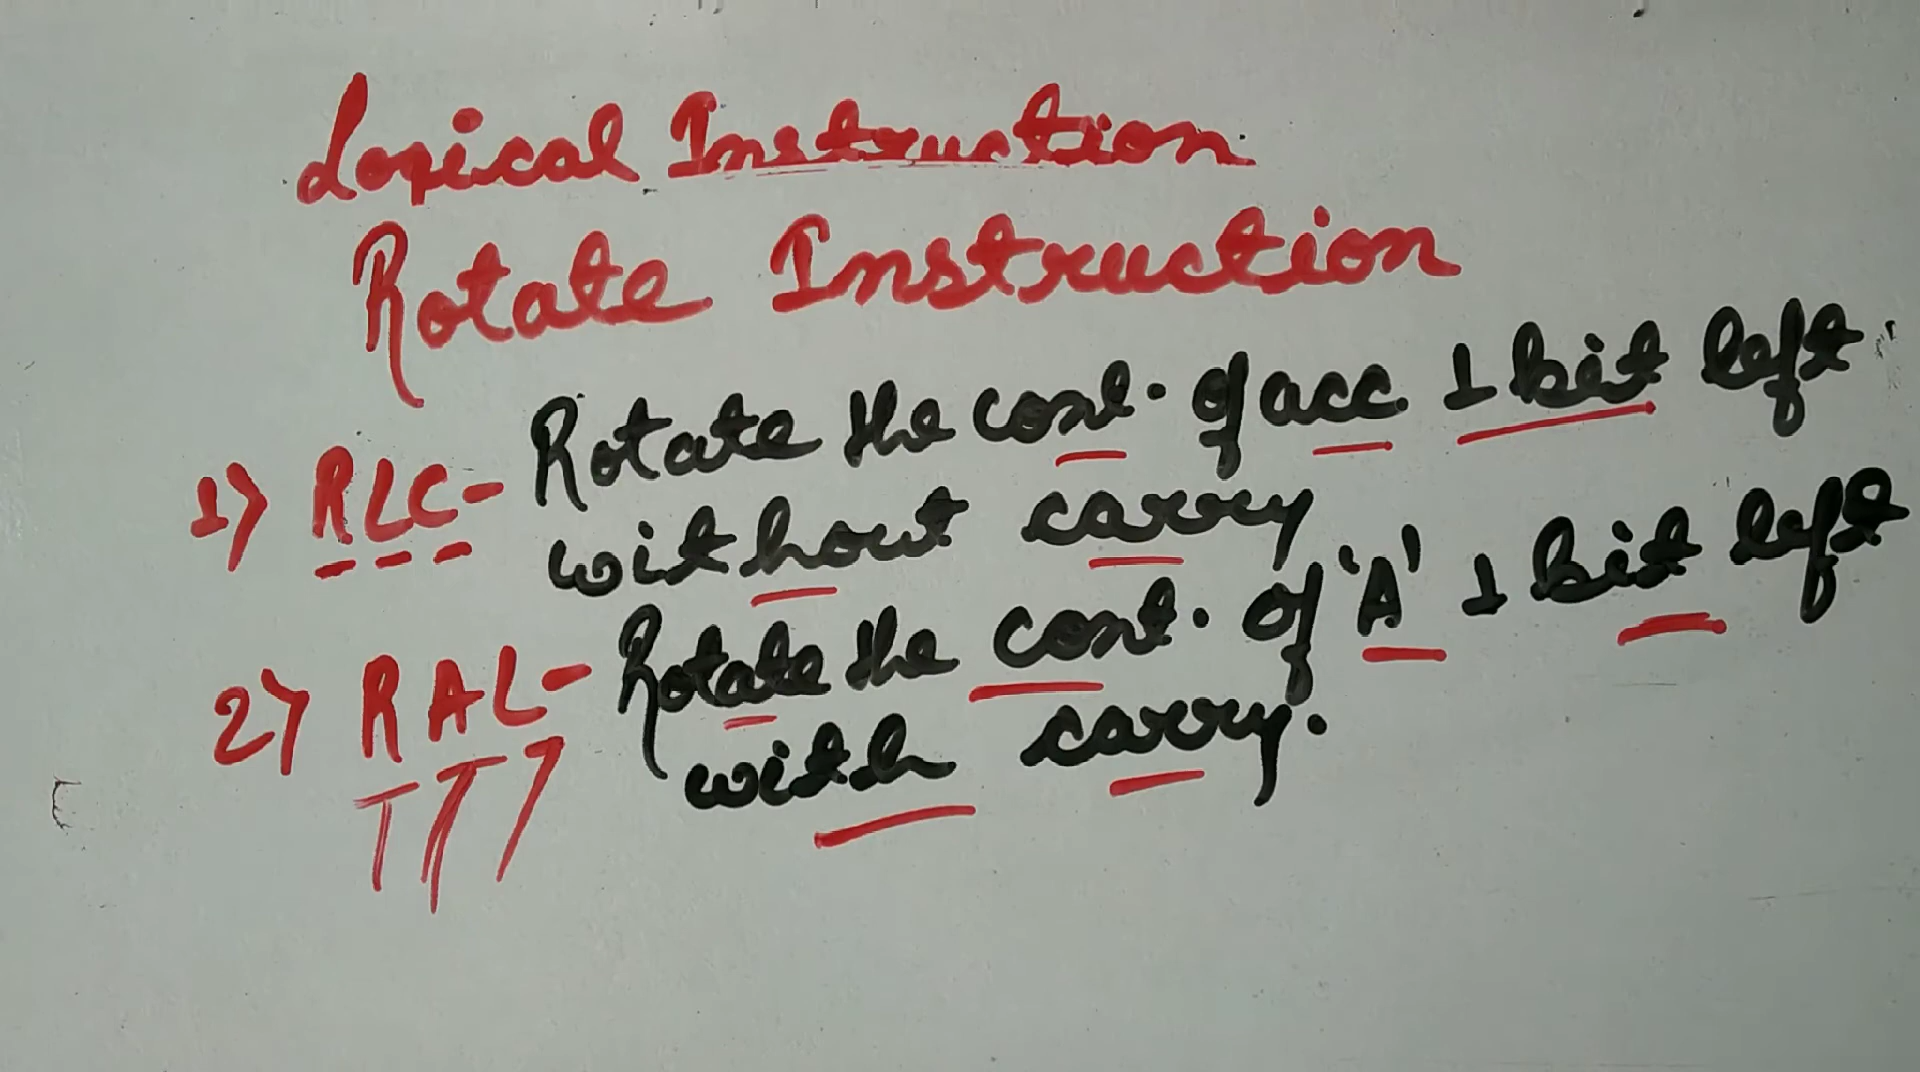 Logical Instruction
Rotate Instruction
1) RLC- Rotate the cont. of acc 1 bit left
without carry
2) RAL- Rotate the cont. of 'A' 1 bit left
with carry.